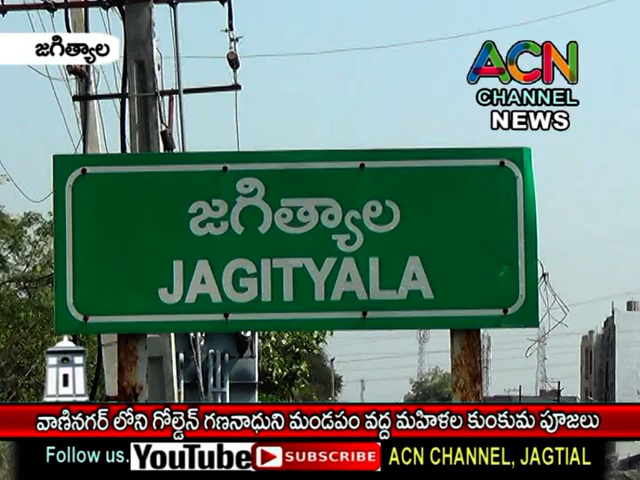 జగిత్యాల
ACN
CHANNEL
NEWS
జగిత్యాల
JAGITYALA
వాణినగర్ లోని గోల్డెన్ గణనాధుని మండపం వద్ద మహిళల కుంకుమ పూజలు
Follow us. YouTube SUBSCRIBE ACN CHANNEL, JAGTIAL